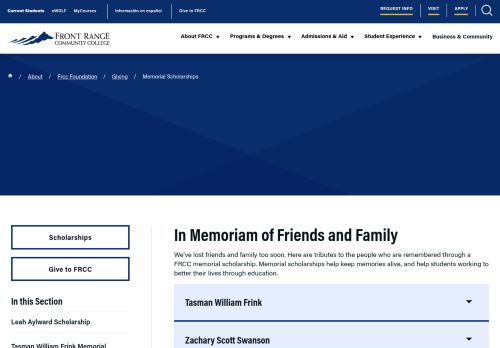 Current Students eWOLF MyCourses Información en español Give to FRCC REQUEST INFO VISIT APPLY
FRONT RANGE
COMMUNITY COLLEGE
About FRCC Programs & Degrees Admissions & Aid Student Experience Business & Community
/ About / Frcc Foundation / Giving / Memorial Scholarships
Scholarships
Give to FRCC
In this Section
Leah Aylward Scholarship
Tasman William Frink Memorial
In Memoriam of Friends and Family
We've lost friends and family too soon. Here are tributes to the people who are remembered through a
FRCC memorial scholarship. Memorial scholarships help keep memories alive, and help students working to
better their lives through education.
Tasman William Frink
Zachary Scott Swanson